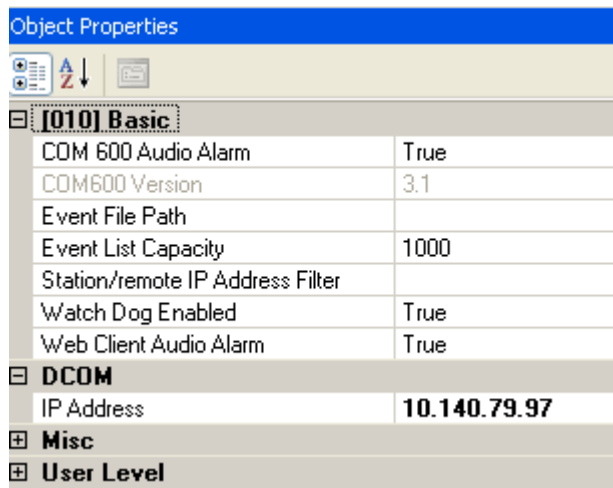 Object Properties
[010] Basic
COM 600 Audio Alarm True
COM600 Version 3.1
Event File Path
Event List Capacity 1000
Station/remote IP Address Filter
Watch Dog Enabled True
Web Client Audio Alarm True
DCOM
IP Address 10.140.79.97
Misc
User Level